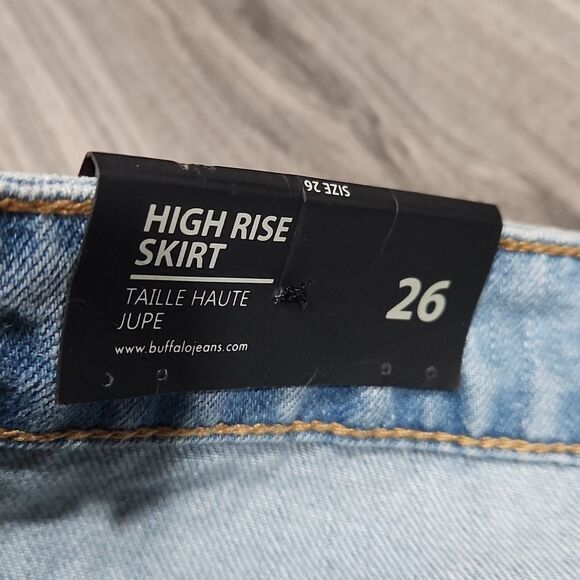 SIZE 26
HIGH RISE
SKIRT
TAILLE HAUTE
JUPE
www.buffalojeans.com
26